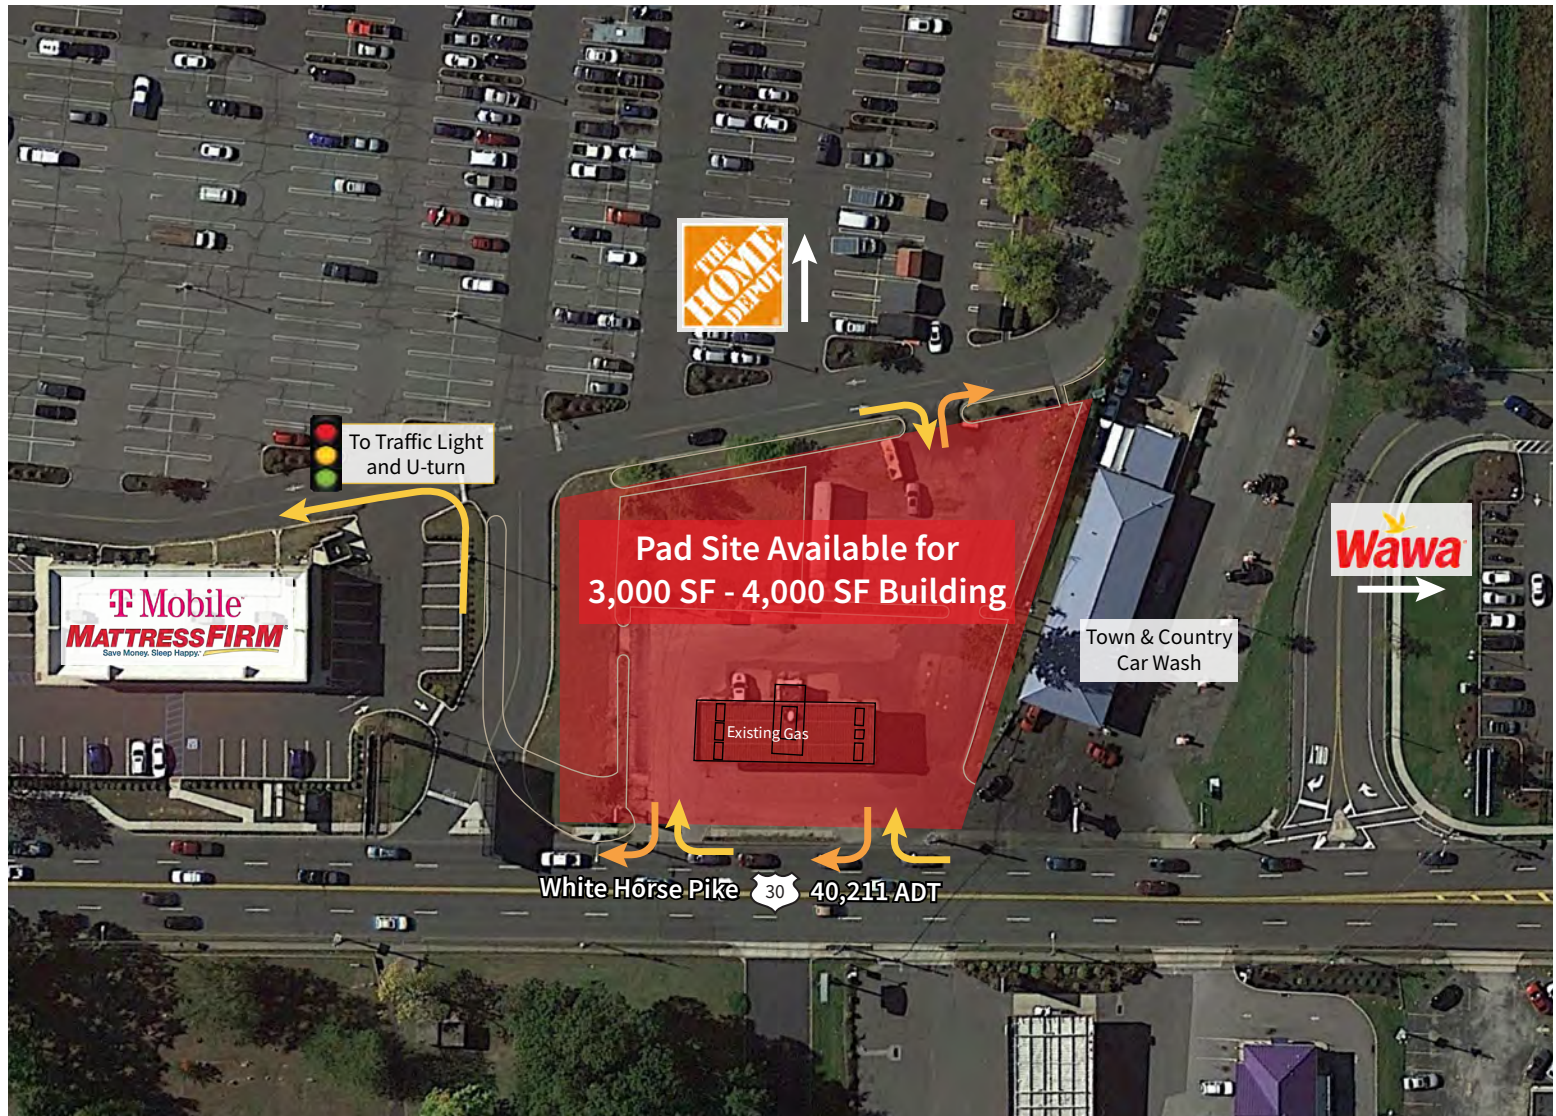 THE
HOME
DEPOT
To Traffic Light
and U-turn
Pad Site Available for
3,000 SF - 4,000 SF Building
Wawa
T Mobile
MATTRESSFIRM
Save Money. Sleep Happy.
Town & Country
Car Wash
Existing Gas
White Horse Pike 30 40,211 ADT